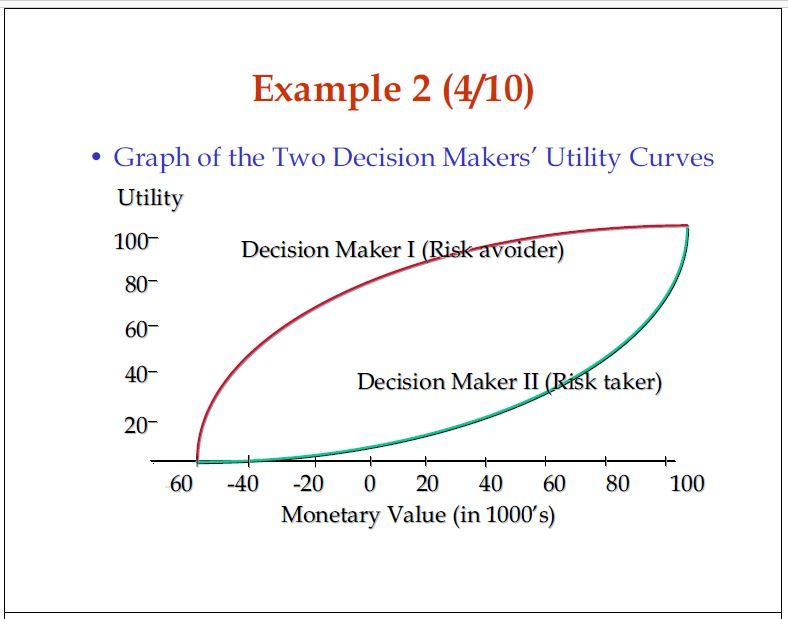 Example 2 (4/10)
• Graph of the Two Decision Makers’ Utility Curves
Utility
100
Decision Maker I (Risk avoider)
80
60
40
Decision Maker II (Risk taker)
20
-60 -40 -20 0 20 40 60 80 100
Monetary Value (in 1000’s)